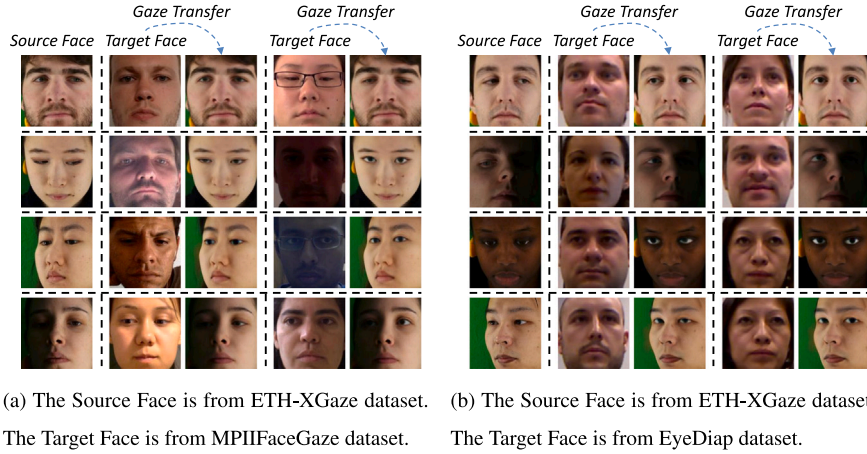 Gaze Transfer Gaze Transfer Gaze Transfer Gaze Transfer
Source Face Target Face Target Face Source Face Target Face Target Face
(a) The Source Face is from ETH-XGaze dataset. (b) The Source Face is from ETH-XGaze dataset
The Target Face is from MPIIFaceGaze dataset. The Target Face is from EyeDiap dataset.